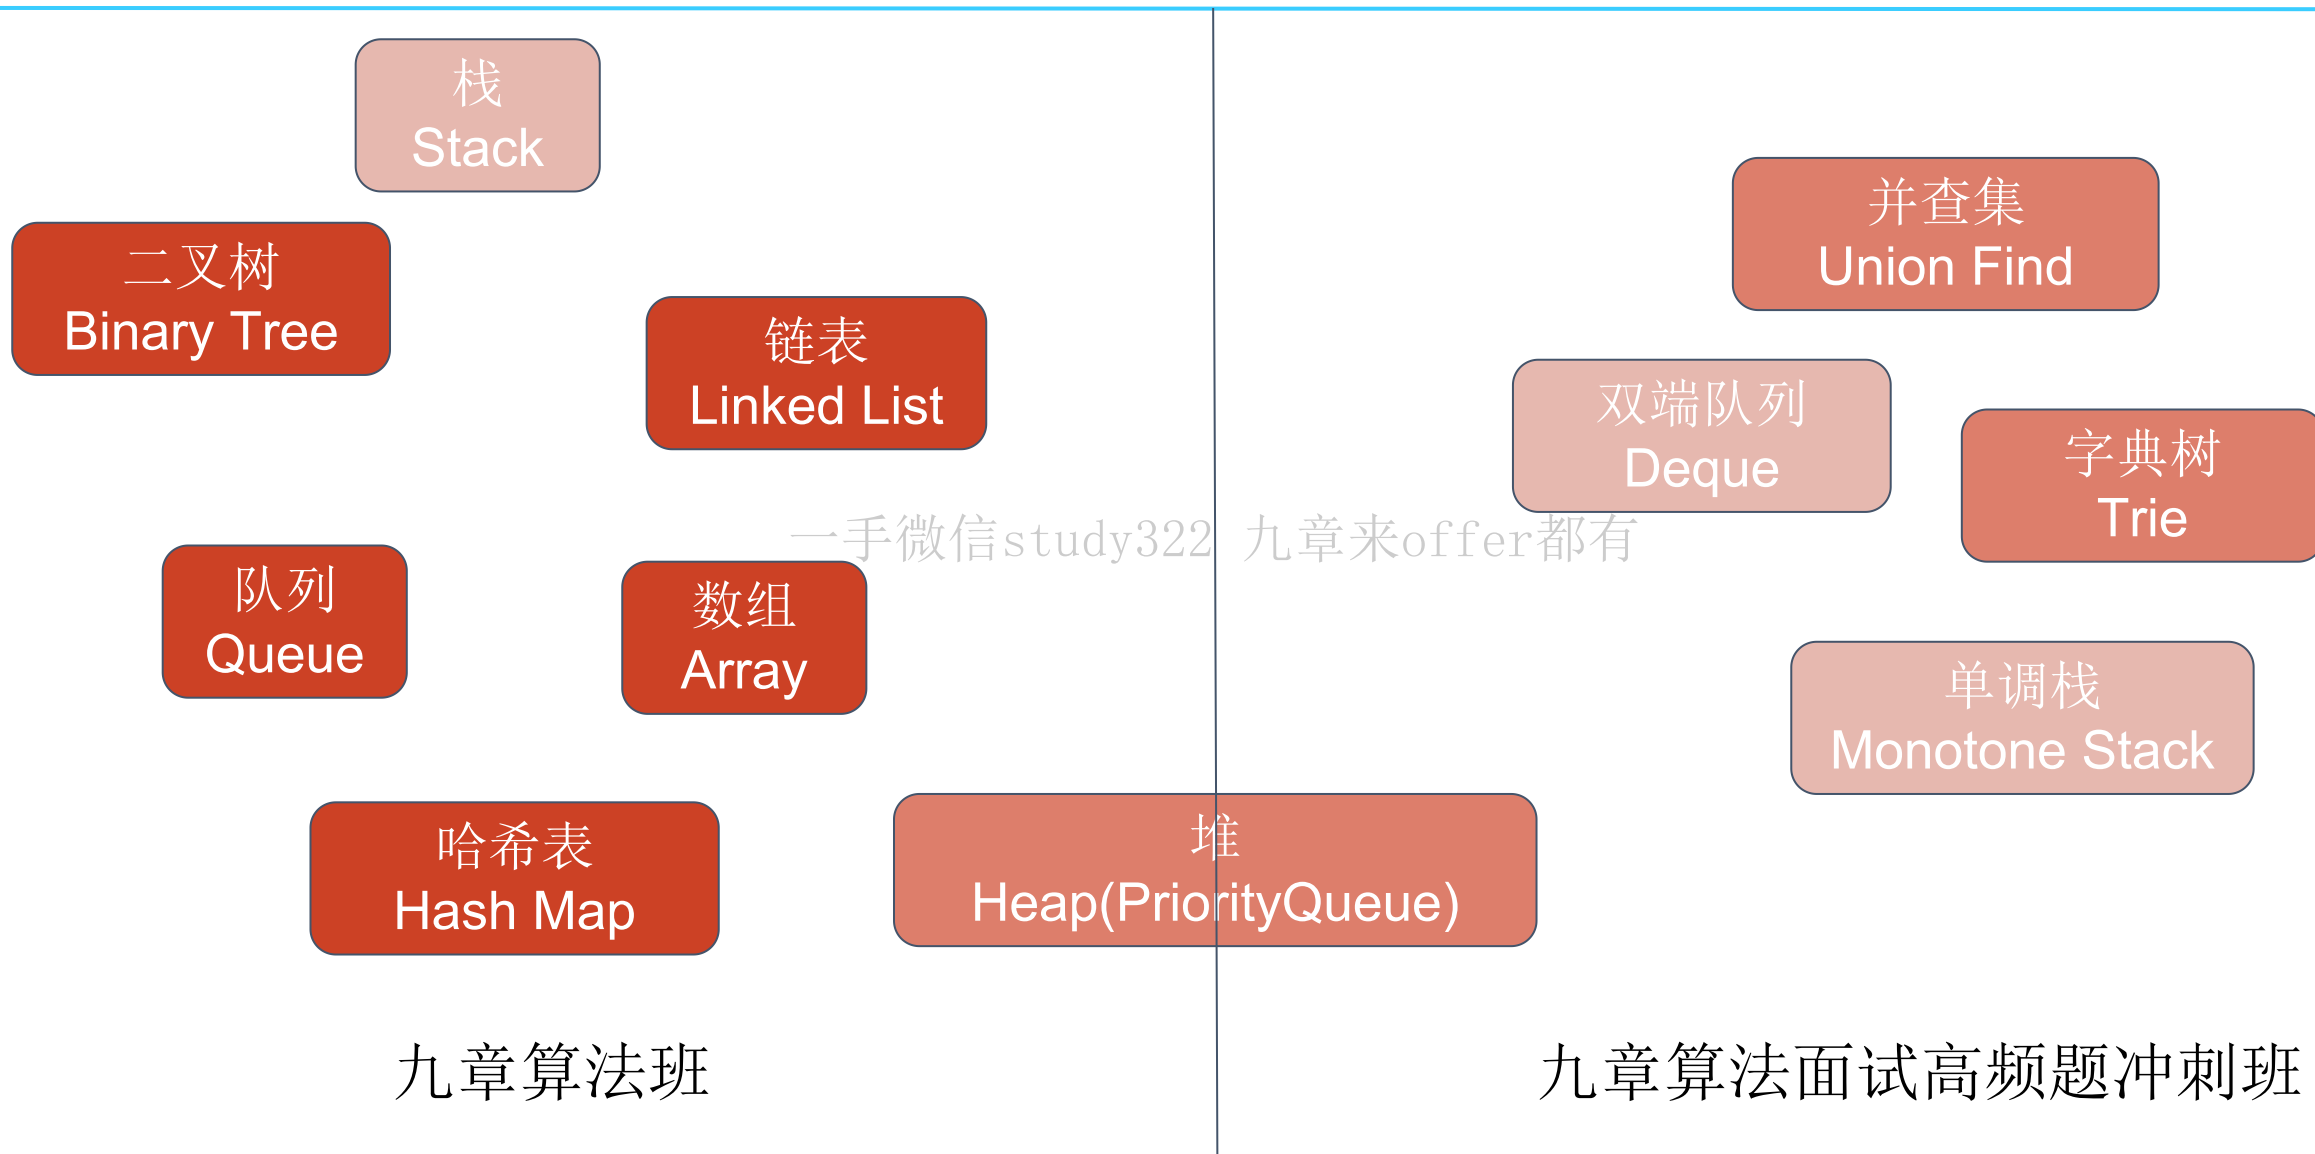 栈
Stack
二叉树
Binary Tree
链表
Linked List
队列
Queue
数组
Array
哈希表
Hash Map
堆
Heap(PriorityQueue)
九章算法班
并查集
Union Find
双端队列
Deque
字典树
Trie
一手微信study322 九章来offer都有
单调栈
Monotone Stack
九章算法面试高频题冲刺班